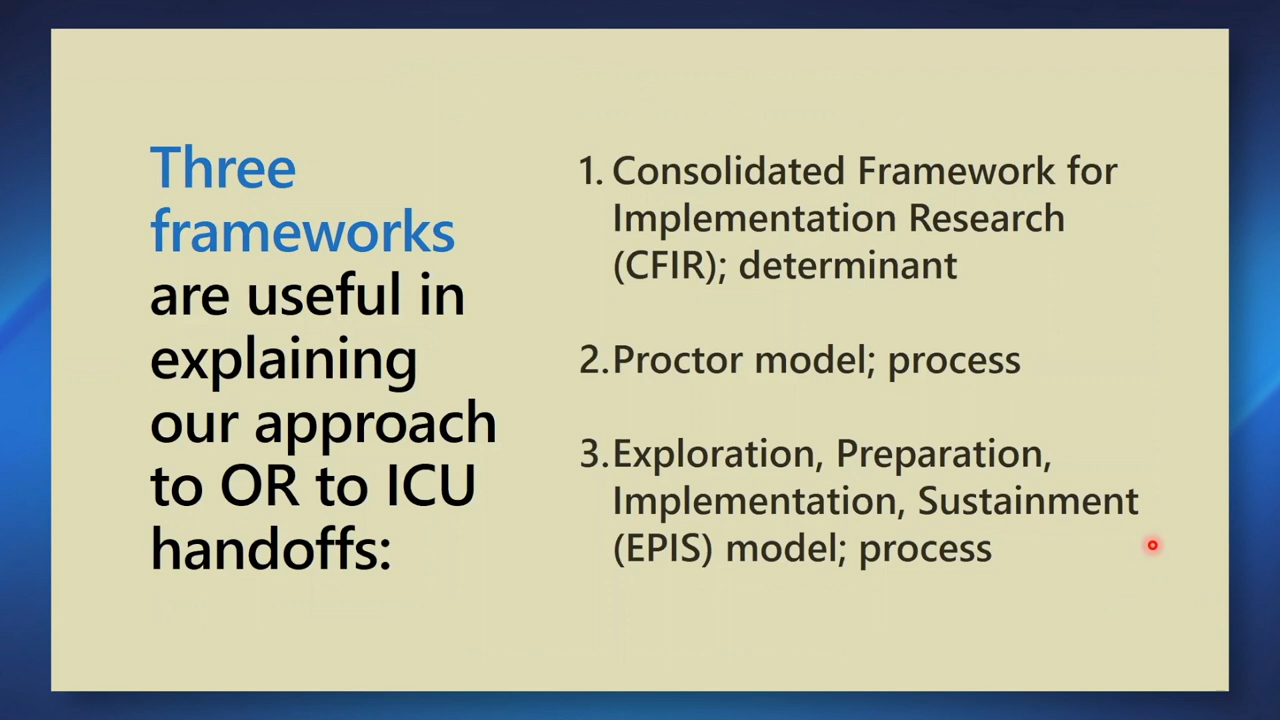 Three
frameworks
are useful in
explaining
our approach
to OR to ICU
handoffs:
1. Consolidated Framework for
Implementation Research
(CFIR); determinant
2. Proctor model; process
3. Exploration, Preparation,
Implementation, Sustainment
(EPIS) model; process